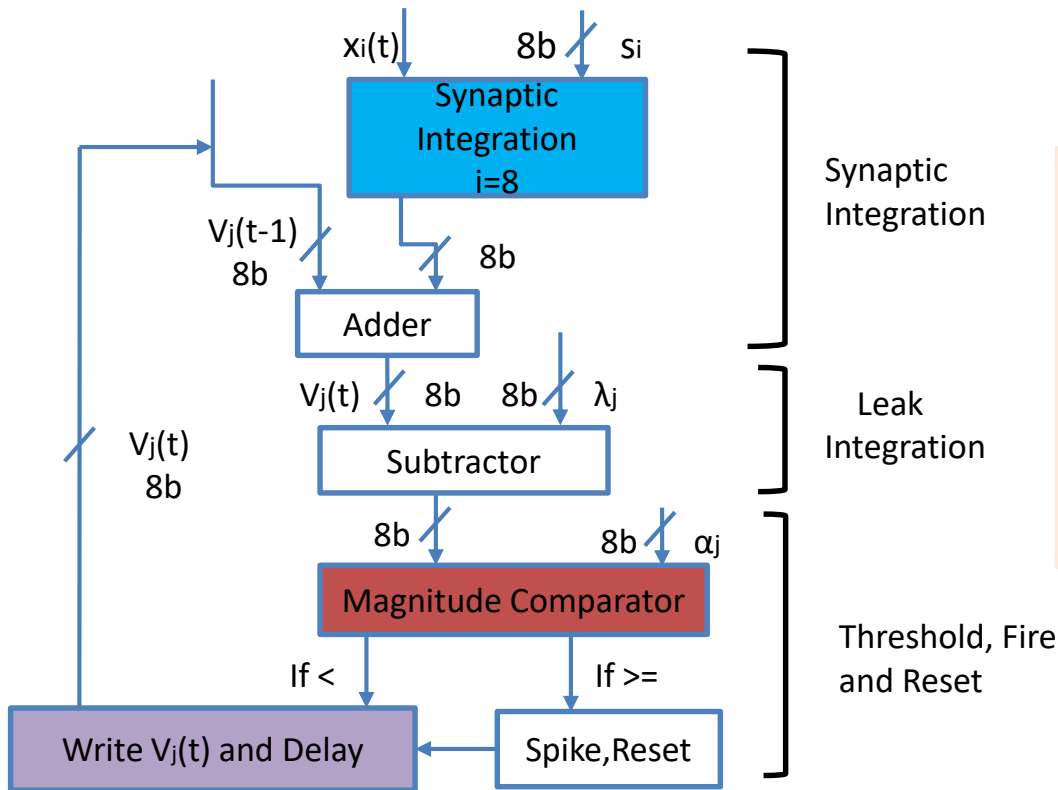 xi(t)
8b
si
Synaptic
Integration
i=8
Synaptic
Integration
Vj(t-1)
8b
8b
Adder
Vj(t)
8b
8b
λj
Leak
Integration
Subtractor
Vj(t)
8b
8b
8b
αj
Magnitude Comparator
Threshold, Fire
and Reset
If <
If >=
Write Vj(t) and Delay
Spike,Reset